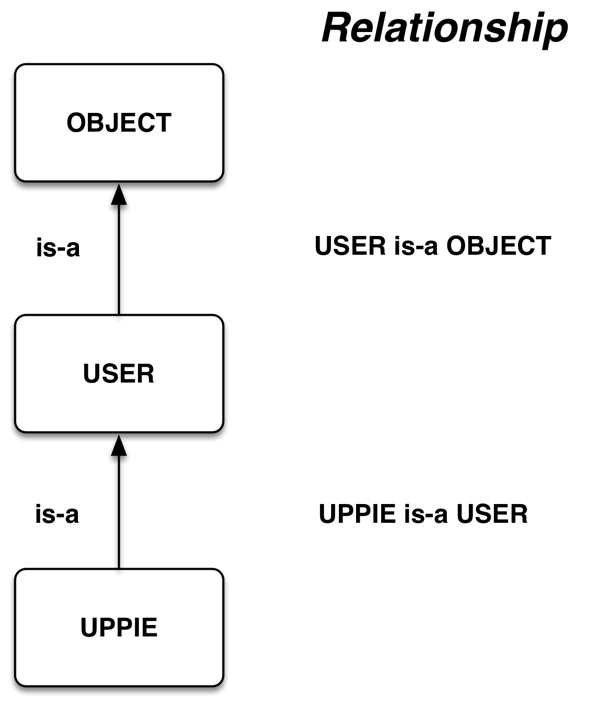 Relationship
OBJECT
is-a
USER is-a OBJECT
USER
is-a
UPPIE is-a USER
UPPIE